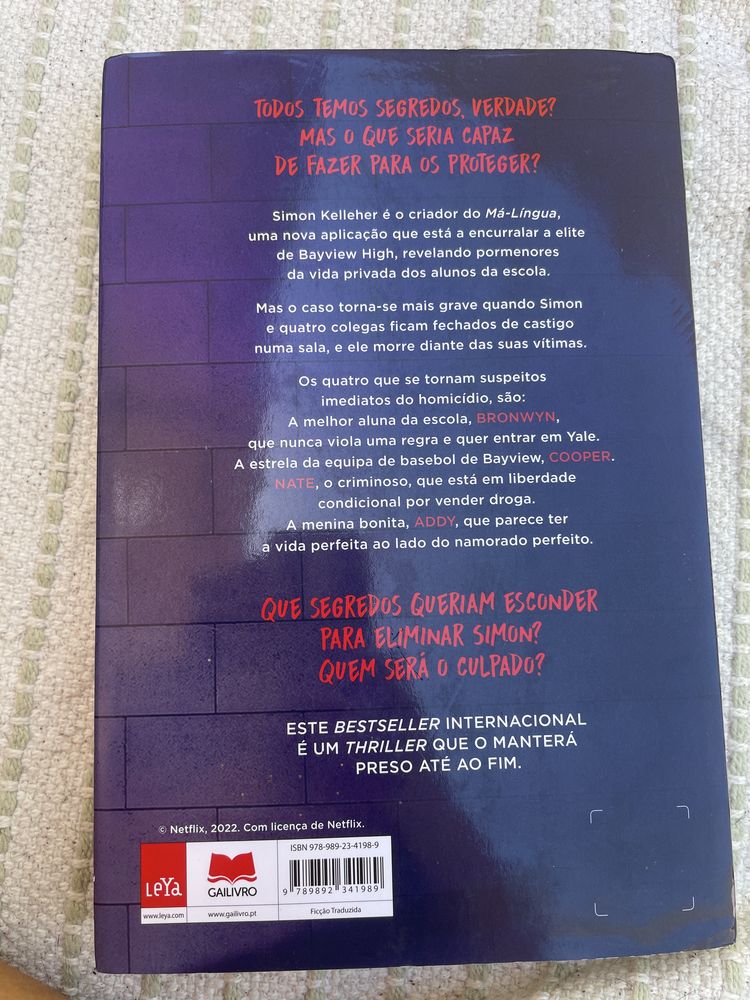 TODOS TEMOS SEGREDOS, VERDADE?
MAS O QUE SERIA CAPAZ
DE FAZER PARA OS PROTEGER?
Simon Kelleher é o criador do Má-Língua,
uma nova aplicação que está a encurralar a elite
de Bayview High, revelando pormenores
da vida privada dos alunos da escola.
Mas o caso torna-se mais grave quando Simon
e quatro colegas ficam fechados de castigo
numa sala, e ele morre diante das suas vítimas.
Os quatro que se tornam suspeitos
imediatos do homicídio, são:
A melhor aluna da escola, BRONWYN,
que nunca viola uma regra e quer entrar em Yale.
A estrela da equipa de basebol de Bayview, COOPER.
NATE, o criminoso, que está em liberdade
condicional por vender droga.
A menina bonita, ADDY, que parece ter
a vida perfeita ao lado do namorado perfeito.
QUE SEGREDOS QUERIAM ESCONDER
PARA ELIMINAR SIMON?
QUEM SERÁ O CULPADO?
ESTE BESTSELLER INTERNACIONAL
É UM THRILLER QUE O MANTERÁ
PRESO ATÉ AO FIM.
© Netflix, 2022. Com licença de Netflix.
LEYA
www.leya.com
GAILIVRO
www.gailivro.pt
ISBN 978-989-23-4198-9
9 789892 341989
Ficção Traduzida